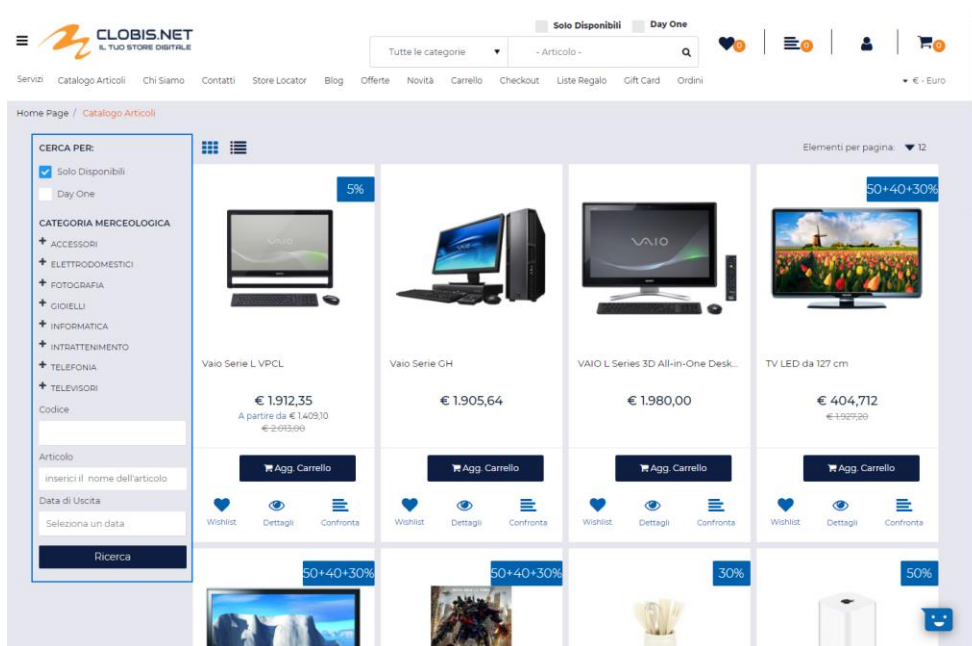 CLOBIS.NET
IL TUO STORE DIGITALE
Solo Disponibili Day One
Tutte le categorie - Articolo -
0 0 0
Servizi Catalogo Articoli Chi Siamo Contatti Store Locator Blog Offerte Novità Carrello Checkout Liste Regalo Gift Card Ordini € - Euro
Home Page / Catalogo Articoli
CERCA PER:
Solo Disponibili
Day One
CATEGORIA MERCEOLOGICA
+ ACCESSORI
+ ELETTRODOMESTICI
+ FOTOGRAFIA
+ GIOIELLI
+ INFORMATICA
+ INTRATTENIMENTO
+ TELEFONIA
+ TELEVISORI
Codice
Articolo
inserici il nome dell'articolo
Data di Uscita
Seleziona un data
Ricerca
Elementi per pagina: 12
5%
50+40+30%
VAIO
VAIO
VAIO
Vaio Serie L VPCL
Vaio Serie GH
VAIO L Series 3D All-in-One Desk...
TV LED da 127 cm
€ 1.912,35
A partire da € 1.409,10
€ 2.013,00
€ 1.905,64
€ 1.980,00
€ 404,712
€ 1.927,20
Agg. Carrello Agg. Carrello Agg. Carrello Agg. Carrello
Wishlist Dettagli Confronta Wishlist Dettagli Confronta Wishlist Dettagli Confronta Wishlist Dettagli Confronta
50+40+30% 50+40+30% 30% 50%